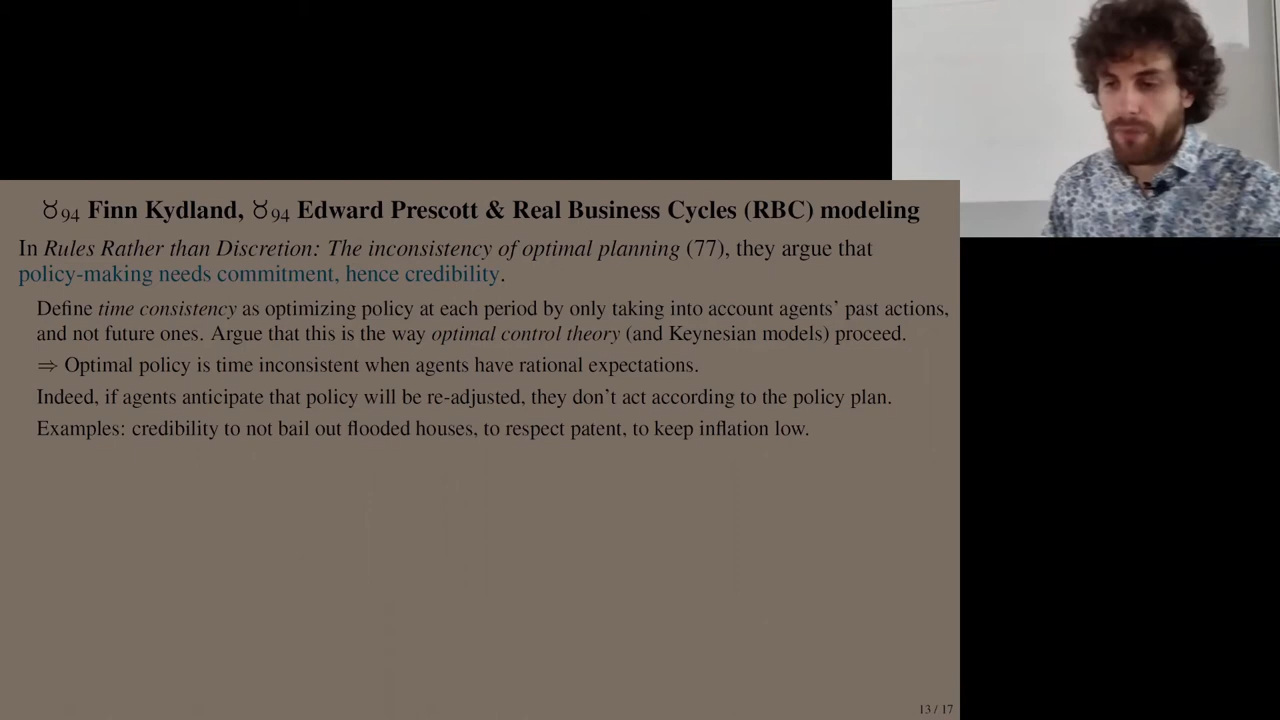 ♉94 Finn Kydland, ♉94 Edward Prescott & Real Business Cycles (RBC) modeling
In Rules Rather than Discretion: The inconsistency of optimal planning (77), they argue that
policy-making needs commitment, hence credibility.
Define time consistency as optimizing policy at each period by only taking into account agents’ past actions,
and not future ones. Argue that this is the way optimal control theory (and Keynesian models) proceed.
⇒ Optimal policy is time inconsistent when agents have rational expectations.
Indeed, if agents anticipate that policy will be re-adjusted, they don’t act according to the policy plan.
Examples: credibility to not bail out flooded houses, to respect patent, to keep inflation low.
13 / 17